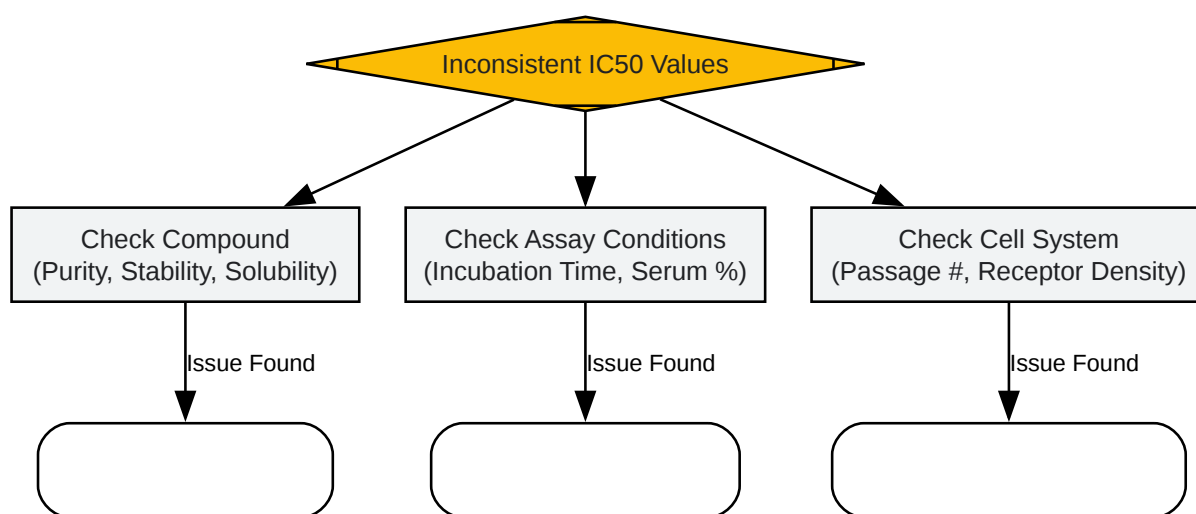 Inconsistent IC50 Values
Check Compound
(Purity, Stability, Solubility)
Check Assay Conditions
(Incubation Time, Serum %)
Check Cell System
(Passage #, Receptor Density)
Issue Found
Issue Found
Issue Found